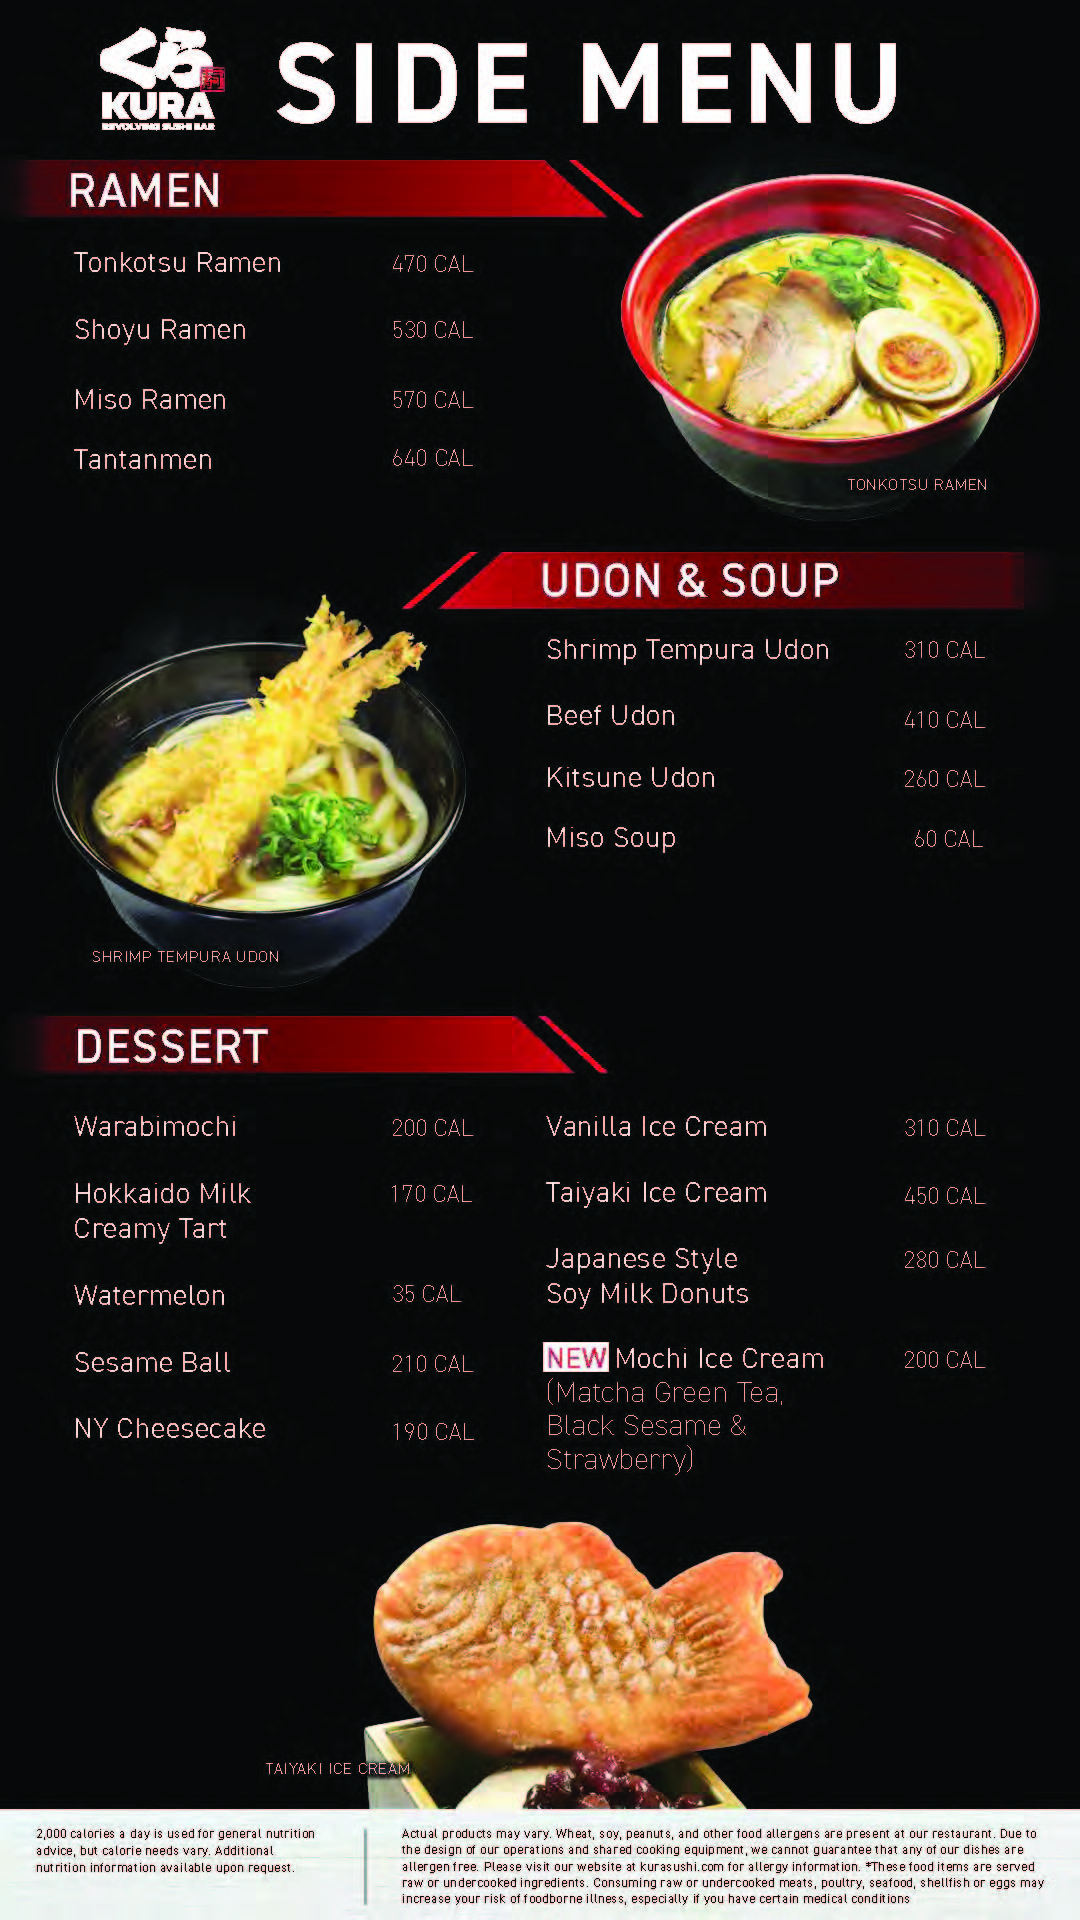 くら
KURA
REVOLVING SUSHI BAR
SIDE MENU
RAMEN
Tonkotsu Ramen 470 CAL
Shoyu Ramen 530 CAL
Miso Ramen 570 CAL
Tantanmen 640 CAL
TONKOTSU RAMEN
UDON & SOUP
Shrimp Tempura Udon 310 CAL
Beef Udon 410 CAL
Kitsune Udon 260 CAL
Miso Soup 60 CAL
SHRIMP TEMPURA UDON
DESSERT
Warabimochi 200 CAL
Hokkaido Milk 170 CAL
Creamy Tart
Watermelon 35 CAL
Sesame Ball 210 CAL
NY Cheesecake 190 CAL
Vanilla Ice Cream 310 CAL
Taiyaki Ice Cream 450 CAL
Japanese Style 280 CAL
Soy Milk Donuts
NEW Mochi Ice Cream 200 CAL
(Matcha Green Tea,
Black Sesame &
Strawberry)
TAIYAKI ICE CREAM
2,000 calories a day is used for general nutrition
advice, but calorie needs vary. Additional
nutrition information available upon request.
Actual products may vary. Wheat, soy, peanuts, and other food allergens are present at our restaurant. Due to
the design of our operations and shared cooking equipment, we cannot guarantee that any of our dishes are
allergen free. Please visit our website at kurasushi.com for allergy information. *These food items are served
raw or undercooked ingredients. Consuming raw or undercooked meats, poultry, seafood, shellfish or eggs may
increase your risk of foodborne illness, especially if you have certain medical conditions